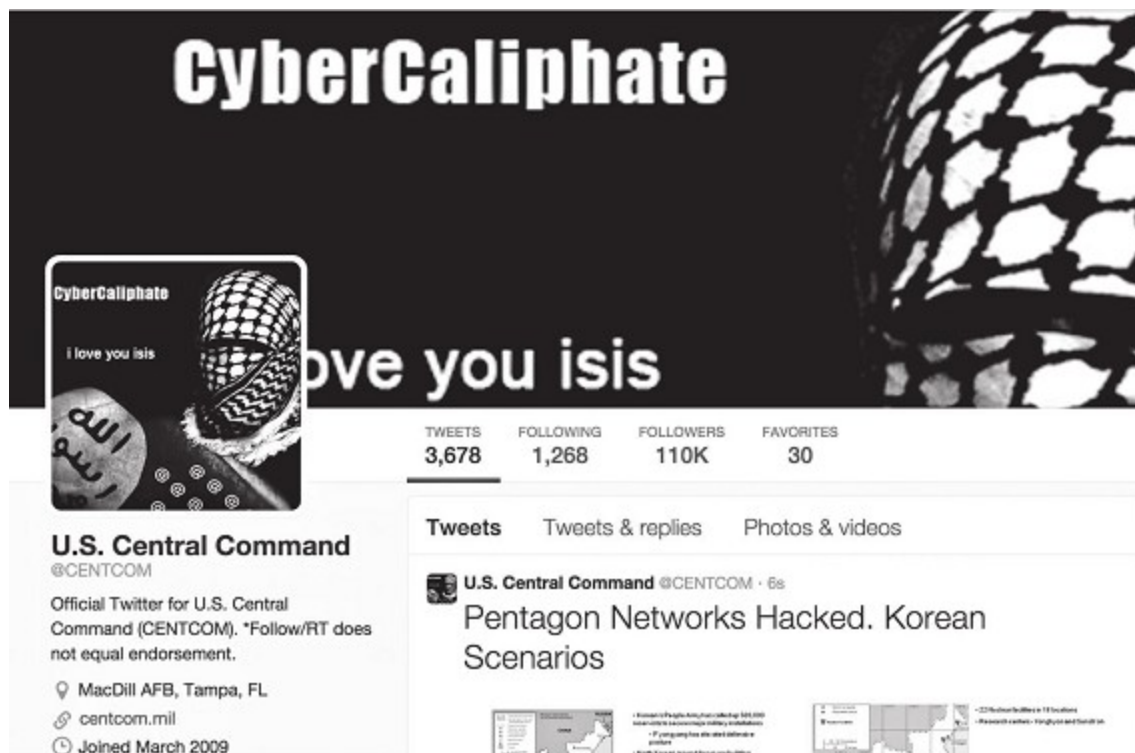 CyberCaliphate
CyberCaliphate
i love you isis
ove you isis
الله
رسول
TWEETS FOLLOWING FOLLOWERS FAVORITES
3,678 1,268 110K 30
Tweets Tweets & replies Photos & videos
U.S. Central Command
@CENTCOM
Official Twitter for U.S. Central
Command (CENTCOM). *Follow/RT does
not equal endorsement.
MacDill AFB, Tampa, FL
centcom.mil
Joined March 2009
U.S. Central Command @CENTCOM · 6s
Pentagon Networks Hacked. Korean
Scenarios